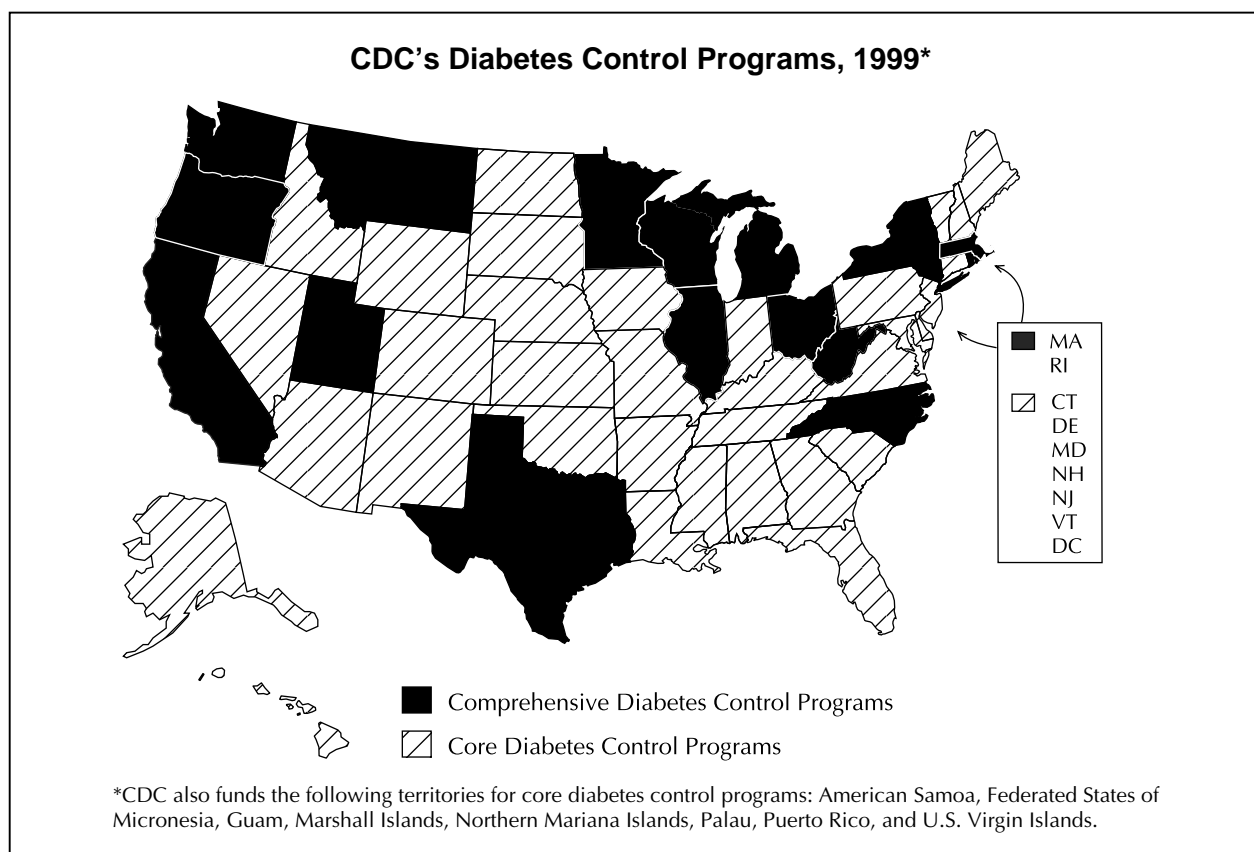 CDC's Diabetes Control Programs, 1999*
MA
RI
CT
DE
MD
NH
NJ
VT
DC
Comprehensive Diabetes Control Programs
Core Diabetes Control Programs
*CDC also funds the following territories for core diabetes control programs: American Samoa, Federated States of
Micronesia, Guam, Marshall Islands, Northern Mariana Islands, Palau, Puerto Rico, and U.S. Virgin Islands.